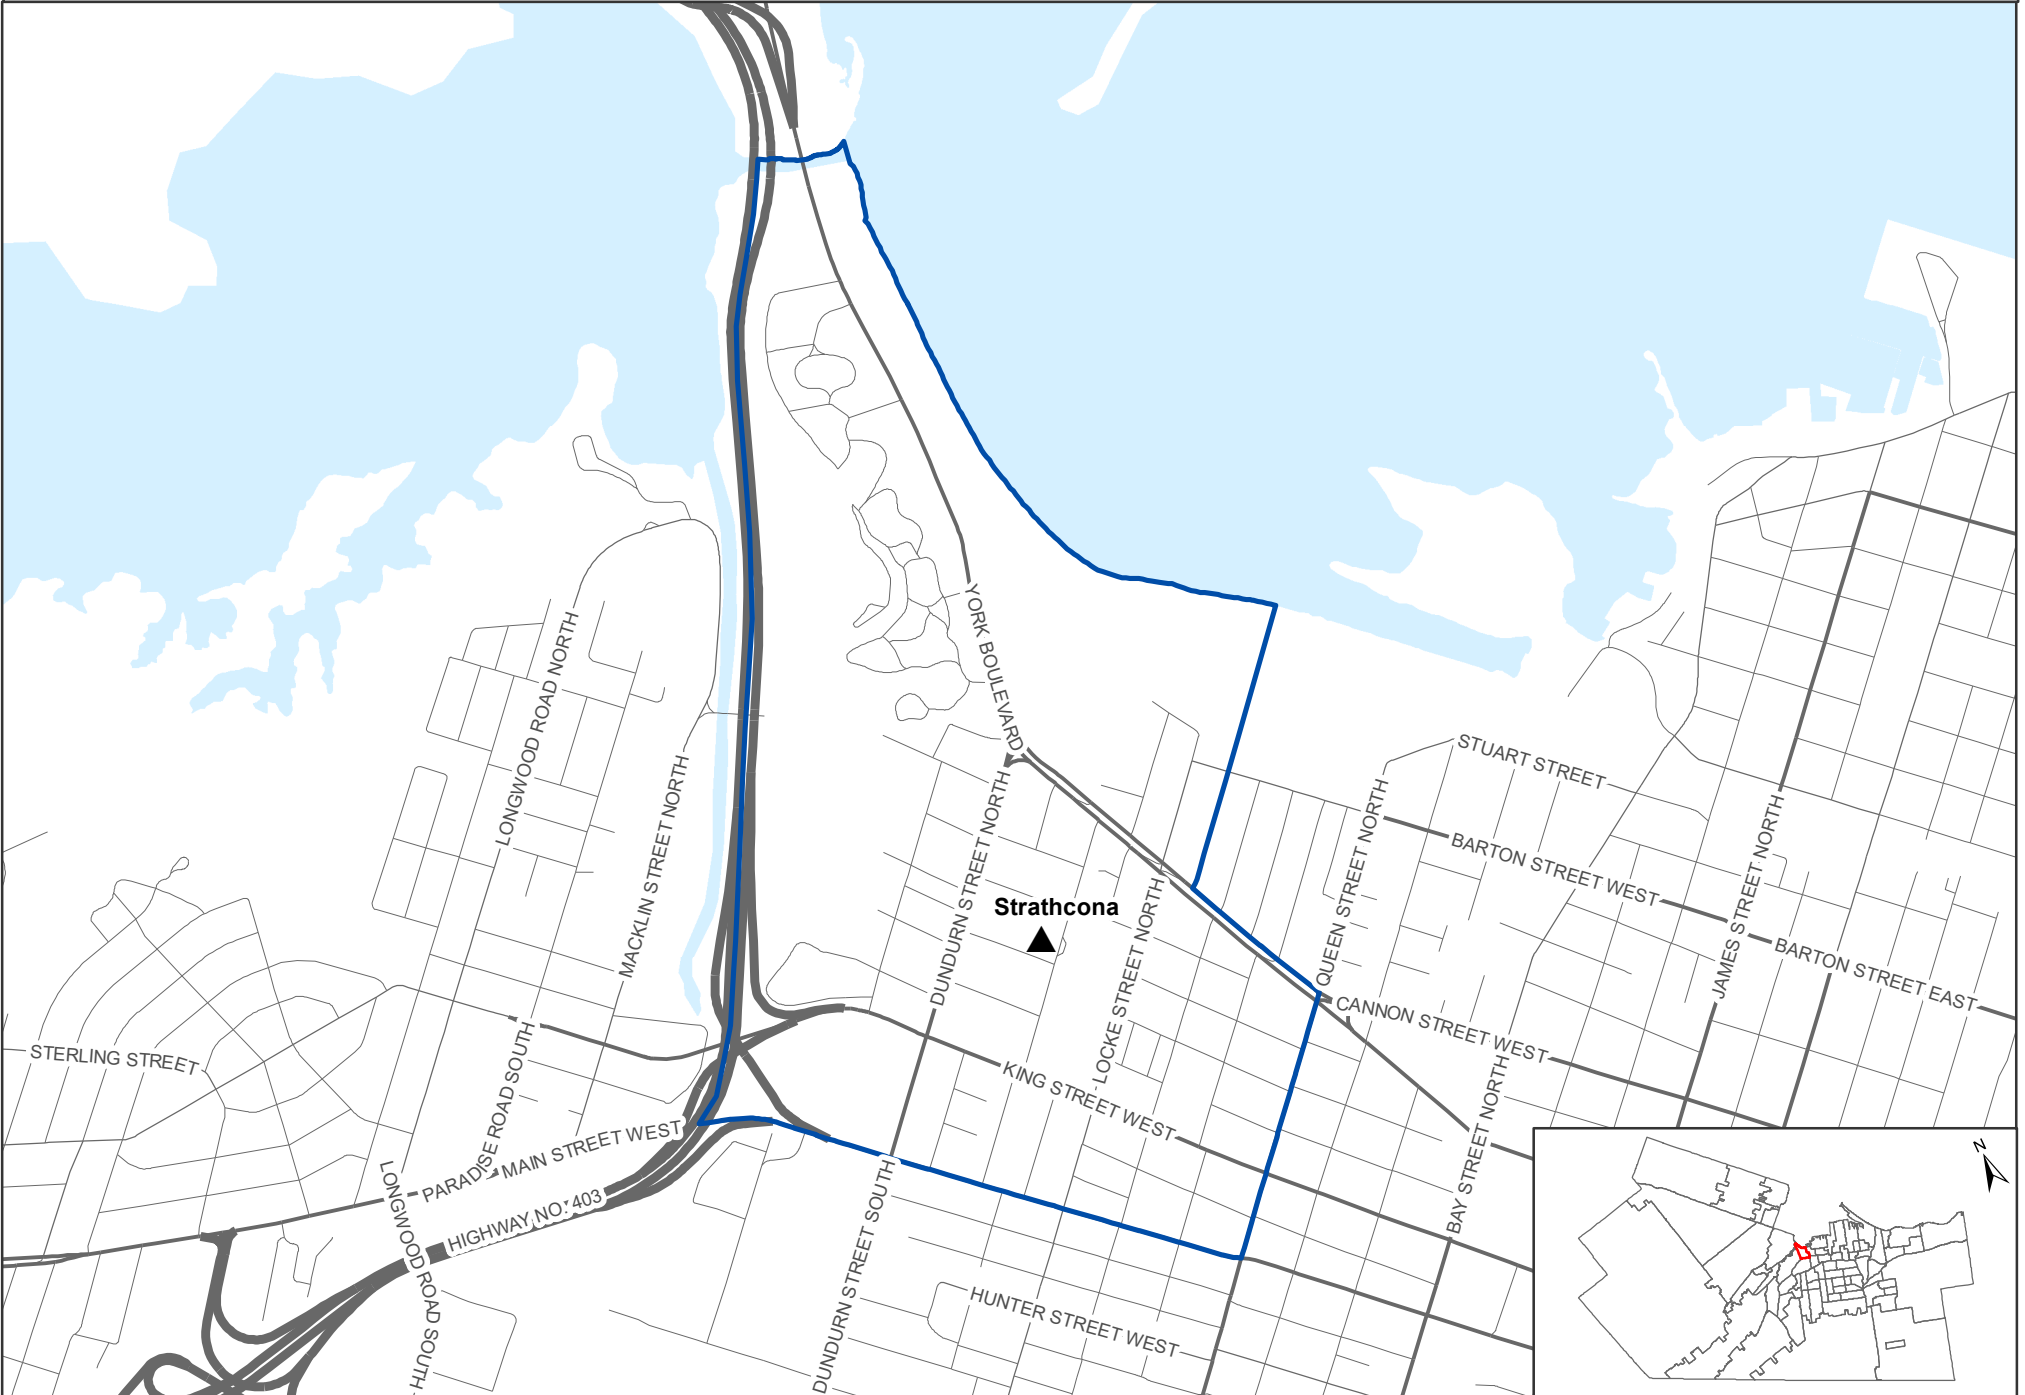 YORK BOULEVARD
LONGWOOD ROAD NORTH
STUART STREET
MACKLIN STREET NORTH
DUNDURN STREET NORTH
QUEEN STREET NORTH
JAMES STREET NORTH
BARTON STREET WEST
Strathcona
LOCKE STREET NORTH
BARTON STREET EAST
CANNON STREET WEST
STERLING STREET
KING STREET WEST
PARADISE ROAD SOUTH
MAIN STREET WEST
BAY STREET NORTH
HIGHWAY NO. 403
LONGWOOD ROAD SOUTH
DUNDURN STREET SOUTH
HUNTER STREET WEST
N